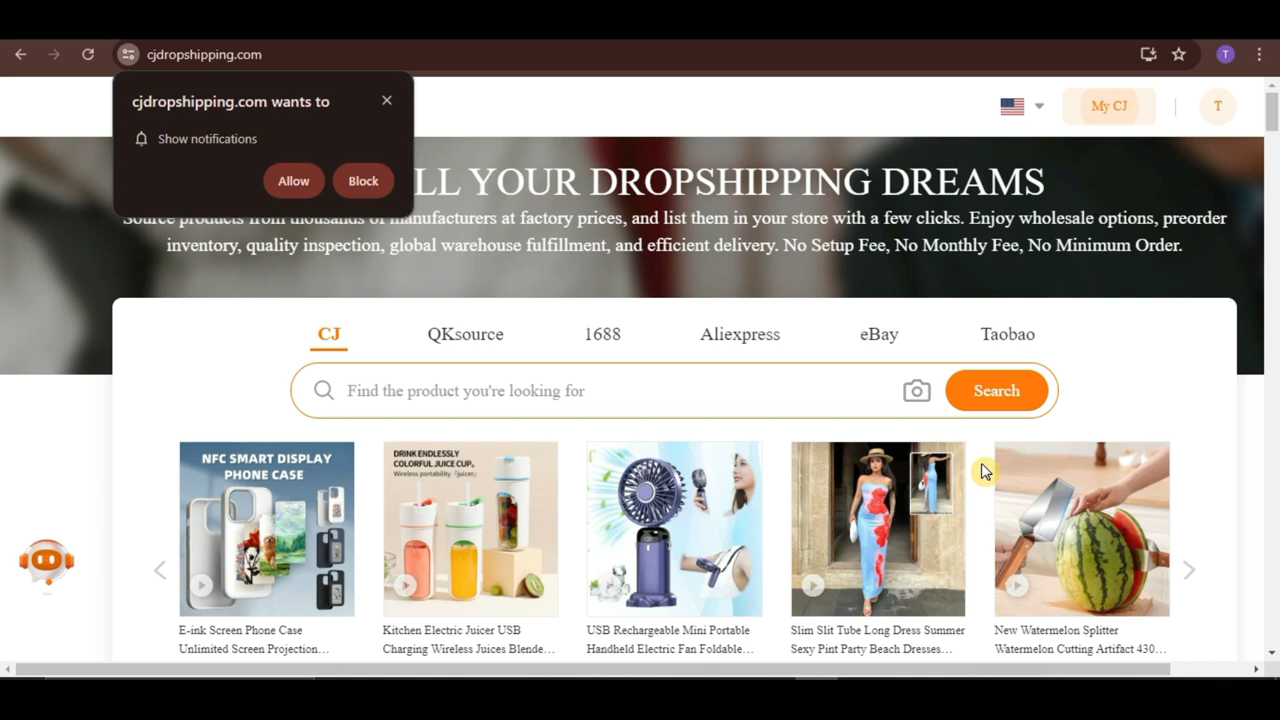 cjdropshipping.com
T
cjdropshipping.com wants to
Show notifications
Allow
Block
My CJ
T
LL YOUR DROPSHIPPING DREAMS
Source products from thousands of manufacturers at factory prices, and list them in your store with a few clicks. Enjoy wholesale options, preorder
inventory, quality inspection, global warehouse fulfillment, and efficient delivery. No Setup Fee, No Monthly Fee, No Minimum Order.
CJ
QKsource
1688
Aliexpress
eBay
Taobao
Find the product you're looking for
Search
NFC SMART DISPLAY
PHONE CASE
DRINK ENDLESSLY
COLORFUL JUICE CUP。
Wireless portability「juicer」
E-ink Screen Phone Case
Unlimited Screen Projection…
Kitchen Electric Juicer USB
Charging Wireless Juices Blende…
USB Rechargeable Mini Portable
Handheld Electric Fan Foldable…
Slim Slit Tube Long Dress Summer
Sexy Pint Party Beach Dresses…
New Watermelon Splitter
Watermelon Cutting Artifact 430…